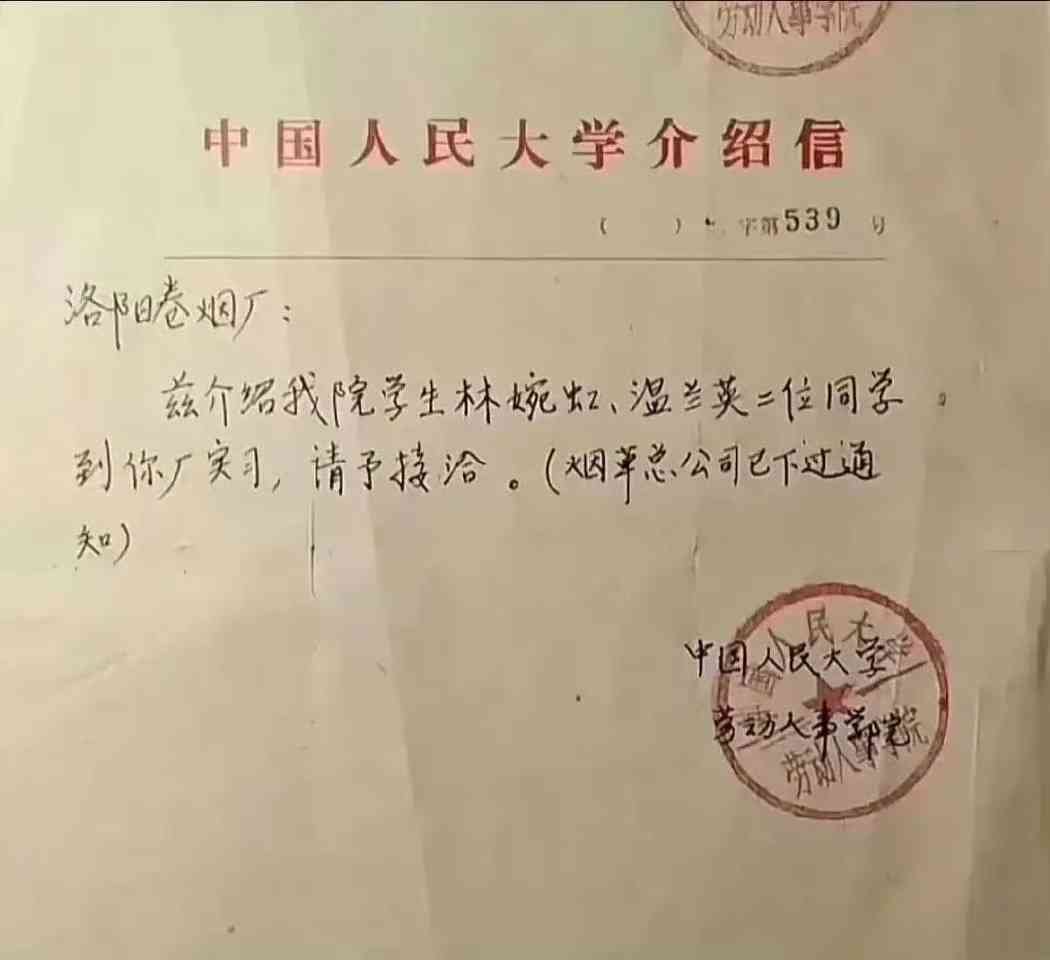 劳动人事学院
中国人民大学介绍信
( ) 字第539号
洛阳卷烟厂：
兹介绍我院学生林婉虹、温兰英二位同学
到你厂实习，请予接洽。（烟草总公司已下过通
知）
中国人民大学
劳动人事学院
中国人民大学
劳动人事学院